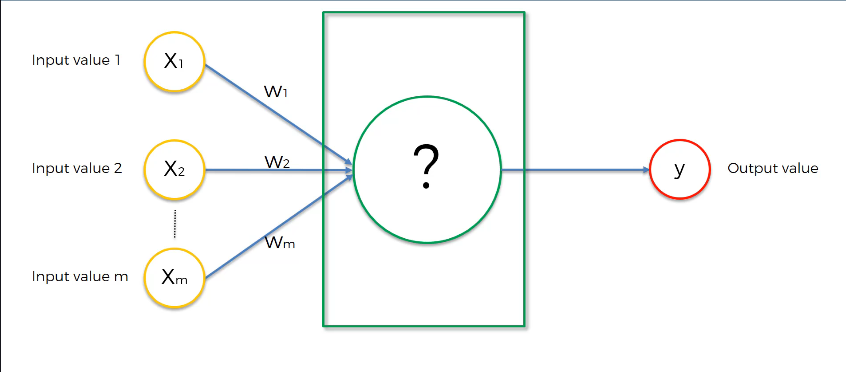 Input value 1
X1
W1
Input value 2
X2
W2
?
y
Output value
Wm
Input value m
Xm